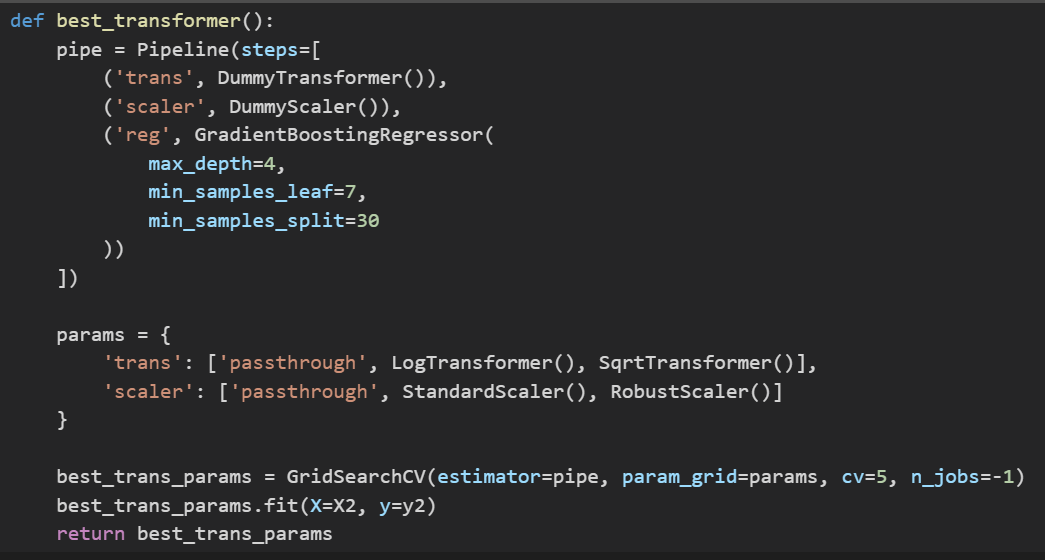 def best_transformer():
    pipe = Pipeline(steps=[
        ('trans', DummyTransformer()),
        ('scaler', DummyScaler()),
        ('reg', GradientBoostingRegressor(
            max_depth=4,
            min_samples_leaf=7,
            min_samples_split=30
        ))
    ])

    params = {
        'trans': ['passthrough', LogTransformer(), SqrtTransformer()],
        'scaler': ['passthrough', StandardScaler(), RobustScaler()]
    }

    best_trans_params = GridSearchCV(estimator=pipe, param_grid=params, cv=5, n_jobs=-1)
    best_trans_params.fit(X=X2, y=y2)
    return best_trans_params